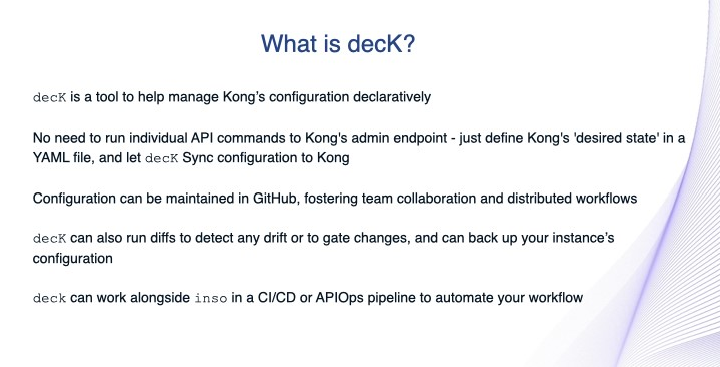 What is decK?
decK is a tool to help manage Kong’s configuration declaratively
No need to run individual API commands to Kong's admin endpoint - just define Kong's 'desired state' in a
YAML file, and let decK Sync configuration to Kong
Configuration can be maintained in GitHub, fostering team collaboration and distributed workflows
decK can also run diffs to detect any drift or to gate changes, and can back up your instance’s
configuration
deck can work alongside inso in a CI/CD or APIOps pipeline to automate your workflow